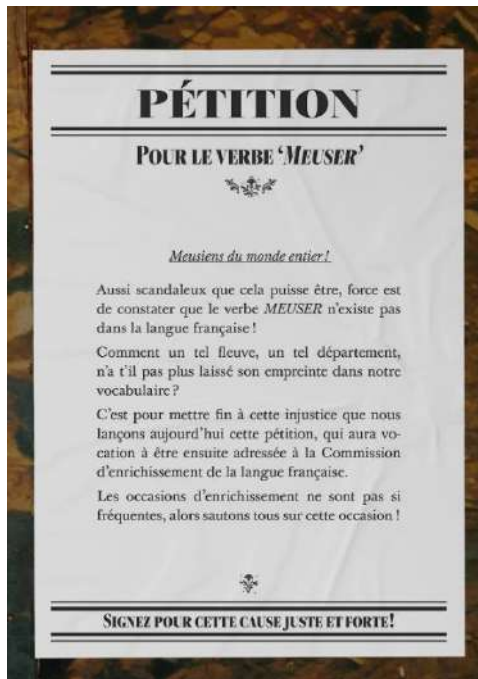 PÉTITION
POUR LE VERBE ‘MEUSER’
Meusiens du monde entier !
Aussi scandaleux que cela puisse être, force est
de constater que le verbe MEUSER n’existe pas
dans la langue française !
Comment un tel fleuve, un tel département,
n’a t’il pas plus laissé son empreinte dans notre
vocabulaire ?
C’est pour mettre fin à cette injustice que nous
lançons aujourd’hui cette pétition, qui aura vo-
cation à être ensuite adressée à la Commission
d’enrichissement de la langue française.
Les occasions d’enrichissement ne sont pas si
fréquentes, alors sautons tous sur cette occasion !
SIGNEZ POUR CETTE CAUSE JUSTE ET FORTE !